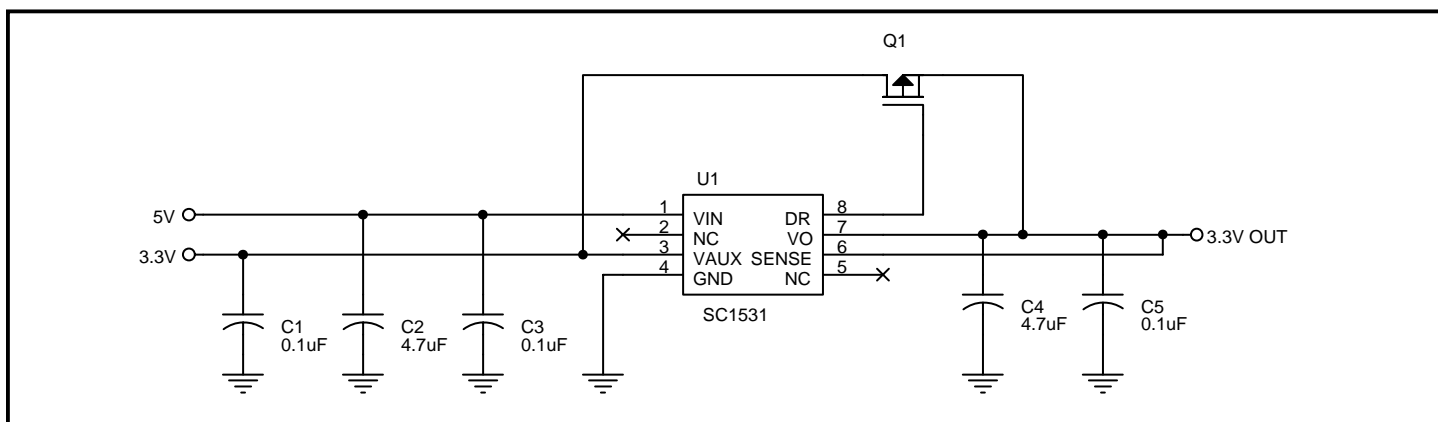 Q1
U1
5V
3.3V
1
2
3
4
VIN
NC
VAUX
GND
DR
VO
SENSE
NC
8
7
6
5
SC1531
3.3V OUT
C1
0.1uF
C2
4.7uF
C3
0.1uF
C4
4.7uF
C5
0.1uF